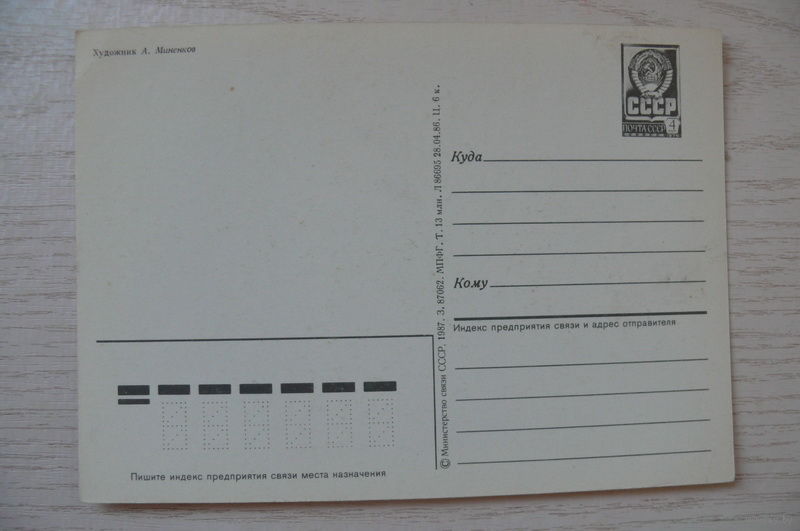 Художник А. Миненков
СССР
ПОЧТА СССР 4
Куда
Кому
Индекс предприятия связи и адрес отправителя
© Министерство связи СССР. 1987. З. 87062. МПФГ. Т. 13 млн. Л 86695 28.04.86. Ц. 6 к.
Пишите индекс предприятия связи места назначения